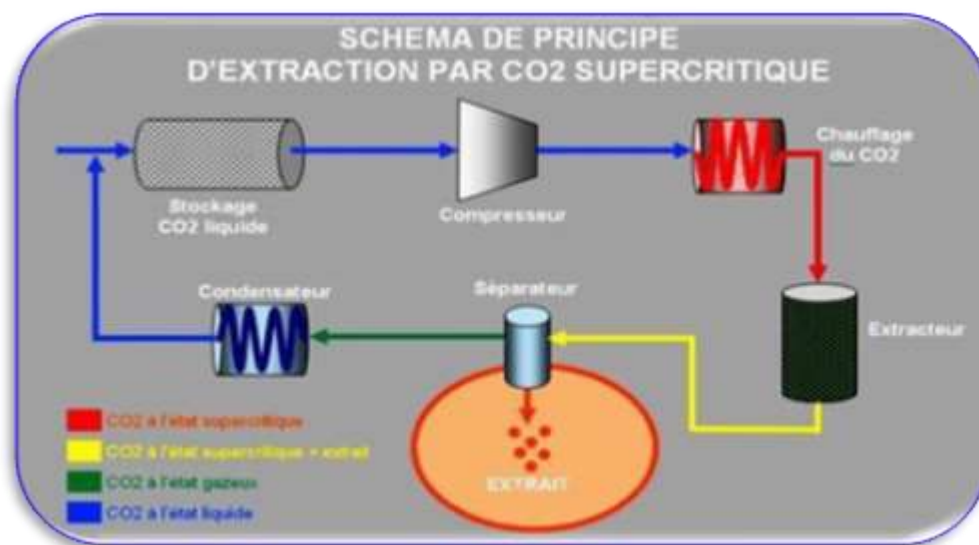 SCHEMA DE PRINCIPE
D'EXTRACTION PAR CO2 SUPERCRITIQUE
Chauffage
du CO2
Stockage
CO2 liquide
Compresseur
Condensateur
Séparateur
Extracteur
CO2 à l'état supercritique
CO2 à l'état supercritique + extrait
CO2 à l'état gazeux
CO2 à l'état liquide
EXTRAIT